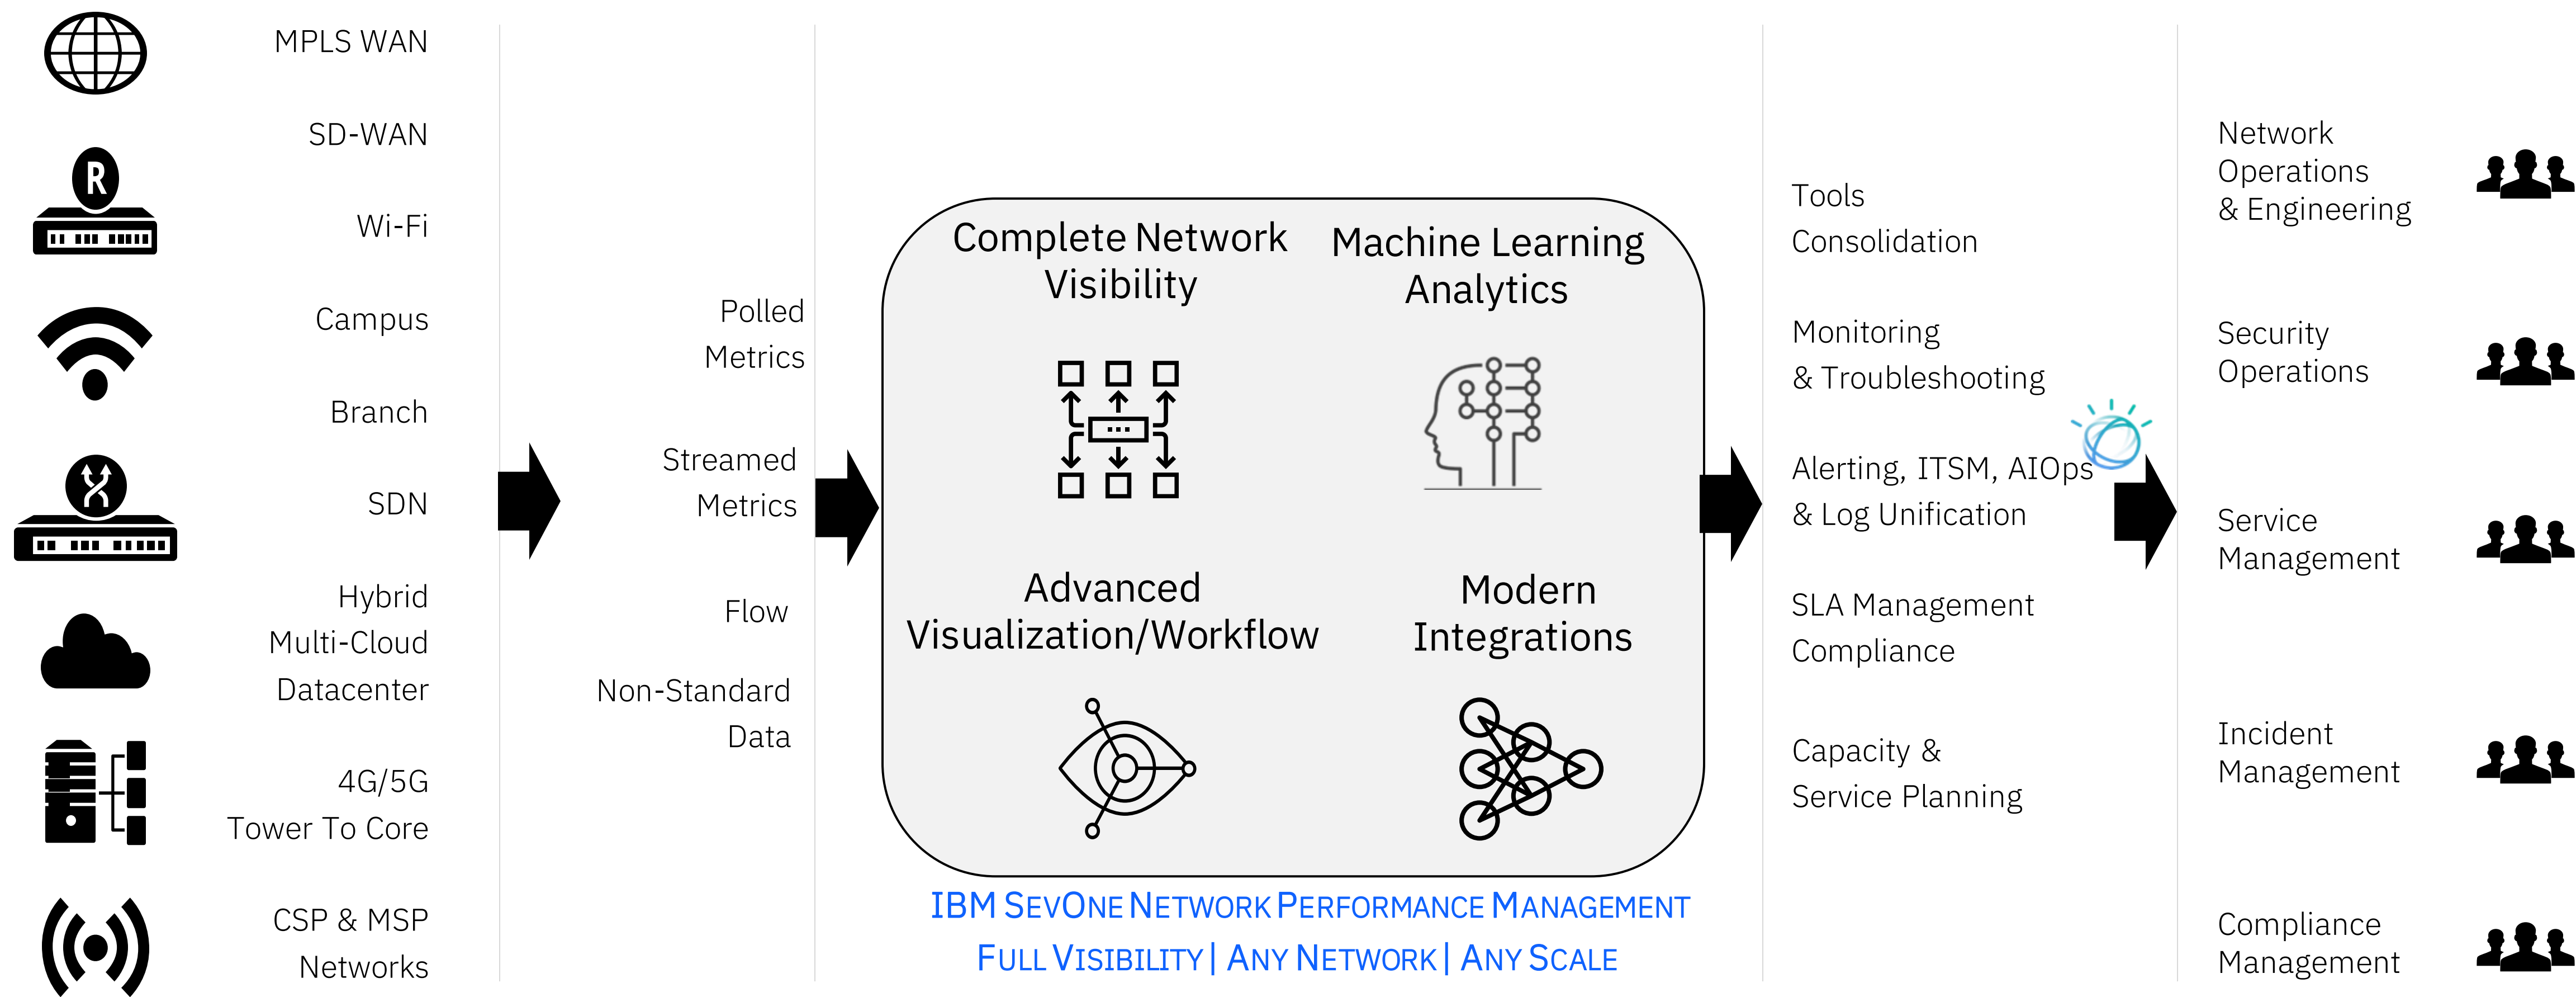 MPLS WAN
SD-WAN
Wi-Fi
Campus
Branch
SDN
Hybrid
Multi-Cloud
Datacenter
4G/5G
Tower To Core
CSP & MSP
Networks
Polled
Metrics
Streamed
Metrics
Flow
Non-Standard
Data
Complete Network
Visibility
Machine Learning
Analytics
Advanced
Visualization/Workflow
Modern
Integrations
IBM SEVONE NETWORK PERFORMANCE MANAGEMENT
FULL VISIBILITY | ANY NETWORK | ANY SCALE
Tools
Consolidation
Monitoring
& Troubleshooting
Alerting, ITSM, AIOps
& Log Unification
SLA Management
Compliance
Capacity &
Service Planning
Network
Operations
& Engineering
Security
Operations
Service
Management
Incident
Management
Compliance
Management
R